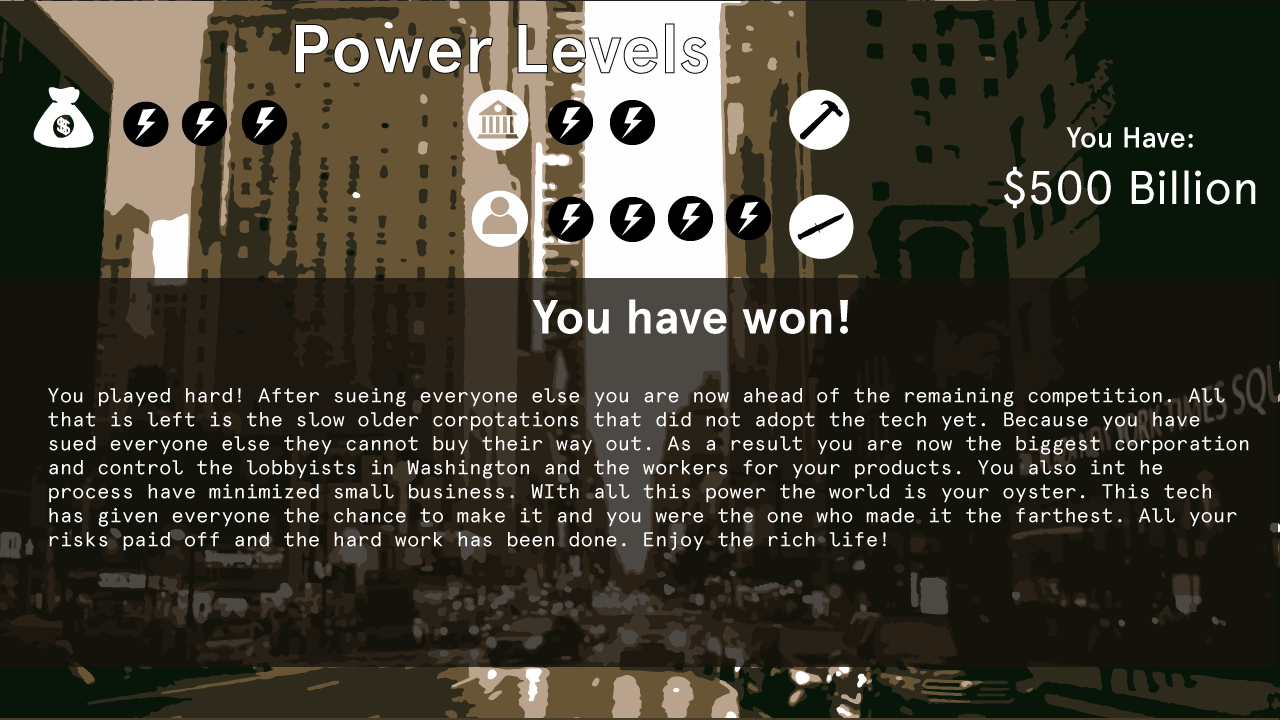 Power Levels
You Have:
$500 Billion
You have won!
You played hard! After sueing everyone else you are now ahead of the remaining competition. All
that is left is the slow older corpotations that did not adopt the tech yet. Because you have
sued everyone else they cannot buy their way out. As a result you are now the biggest corporation
and control the lobbyists in Washington and the workers for your products. You also int he
process have minimized small business. WIth all this power the world is your oyster. This tech
has given everyone the chance to make it and you were the one who made it the farthest. All your
risks paid off and the hard work has been done. Enjoy the rich life!
$
TIMES SQU